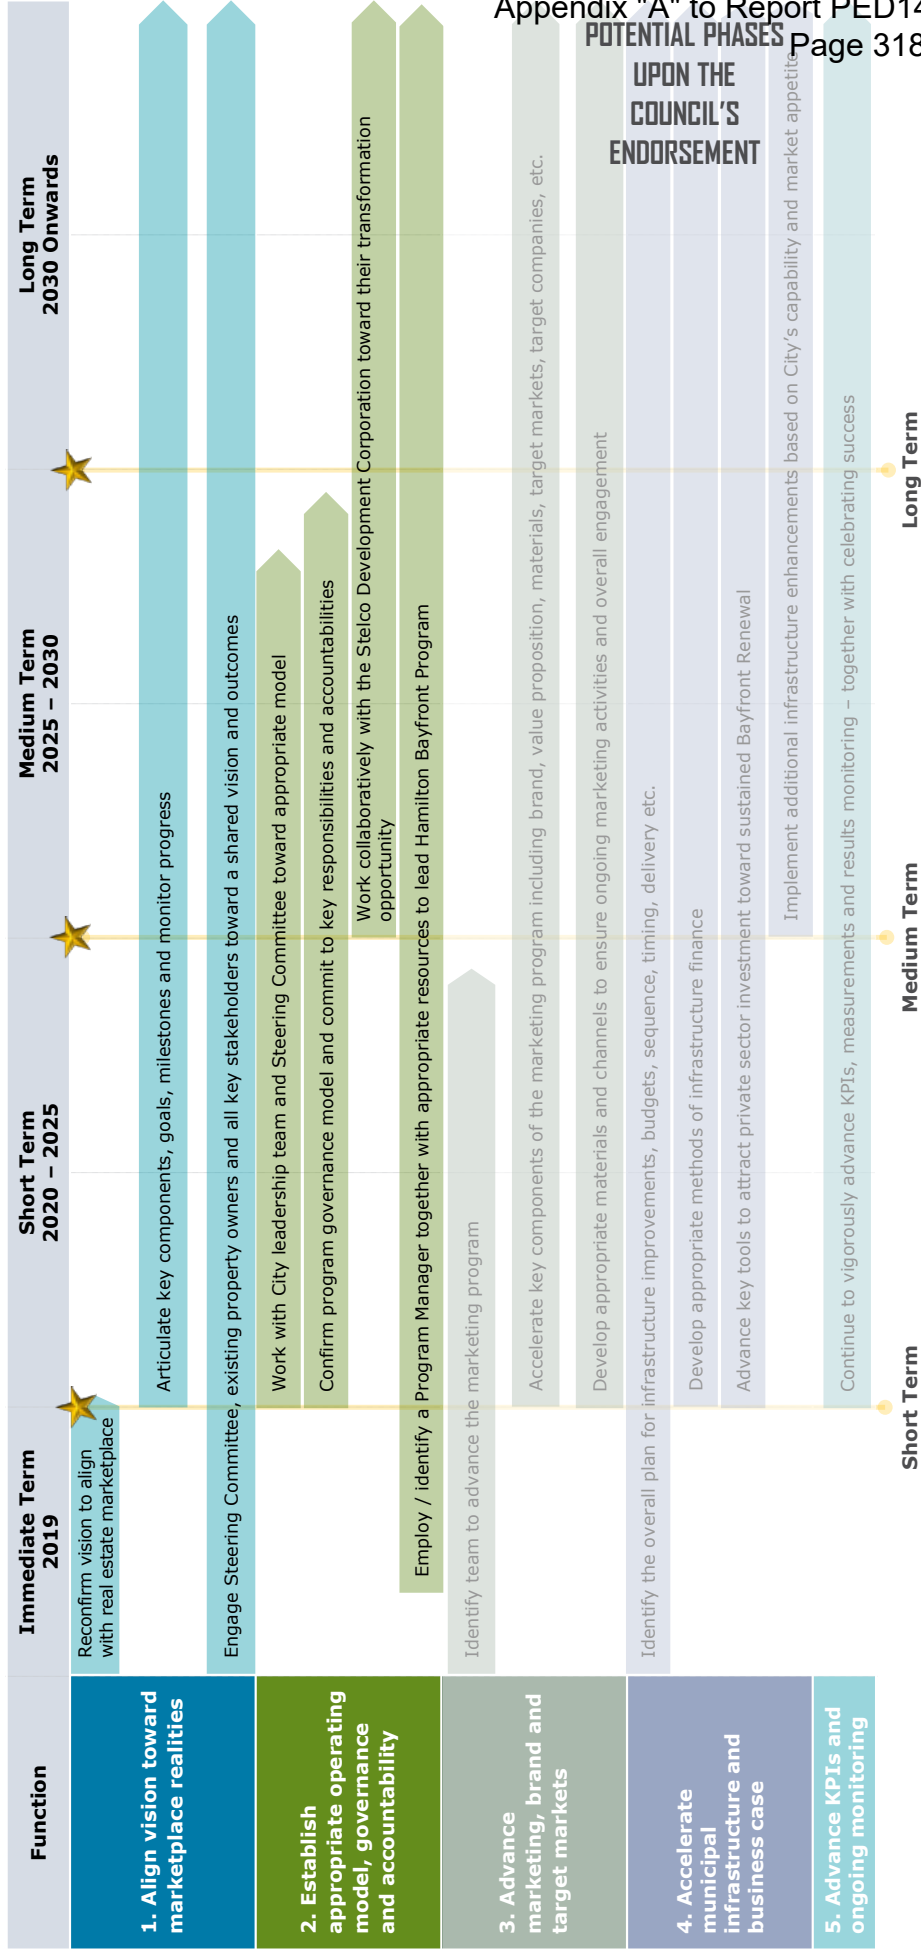 Appendix "A" to Report PED14
Page 318
POTENTIAL PHASES
UPON THE
COUNCIL'S
ENDORSEMENT
Function
Immediate Term
2019
Short Term
2020 – 2025
Medium Term
2025 – 2030
Long Term
2030 Onwards
1. Align vision toward
marketplace realities
Reconfirm vision to align
with real estate marketplace
Articulate key components, goals, milestones and monitor progress
Engage Steering Committee, existing property owners and all key stakeholders toward a shared vision and outcomes
2. Establish
appropriate operating
model, governance
and accountability
Work with City leadership team and Steering Committee toward appropriate model
Confirm program governance model and commit to key responsibilities and accountabilities
Work collaboratively with the Stelco Development Corporation toward their transformation
opportunity
Employ / identify a Program Manager together with appropriate resources to lead Hamilton Bayfront Program
3. Advance
marketing, brand and
target markets
Identify team to advance the marketing program
Accelerate key components of the marketing program including brand, value proposition, materials, target markets, target companies, etc.
Develop appropriate materials and channels to ensure ongoing marketing activities and overall engagement
4. Accelerate
municipal
infrastructure and
business case
Identify the overall plan for infrastructure improvements, budgets, sequence, timing, delivery etc.
Develop appropriate methods of infrastructure finance
Advance key tools to attract private sector investment toward sustained Bayfront Renewal
Implement additional infrastructure enhancements based on City's capability and market appetite
5. Advance KPIs and
ongoing monitoring
Continue to vigorously advance KPIs, measurements and results monitoring – together with celebrating success
Short Term
Medium Term
Long Term